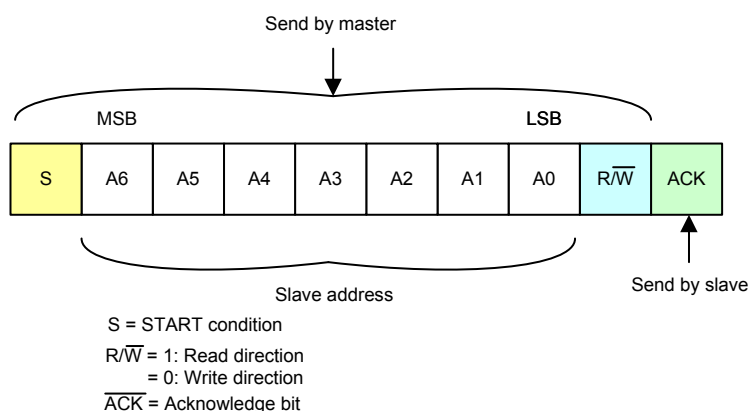 Send by master
MSB LSB
S A6 A5 A4 A3 A2 A1 A0 R/W̅ ACK
Slave address
Send by slave
S = START condition
R/W̅ = 1: Read direction
= 0: Write direction
A̅C̅K̅ = Acknowledge bit